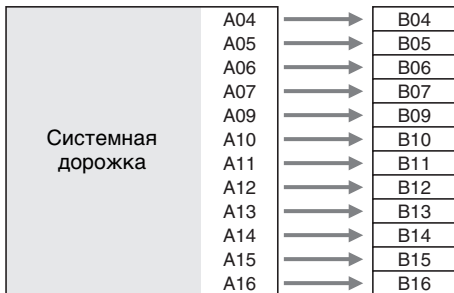 A04 B04
A05 B05
A06 B06
A07 B07
A09 B09
Системная A10 B10
дорожка A11 B11
A12 B12
A13 B13
A14 B14
A15 B15
A16 B16